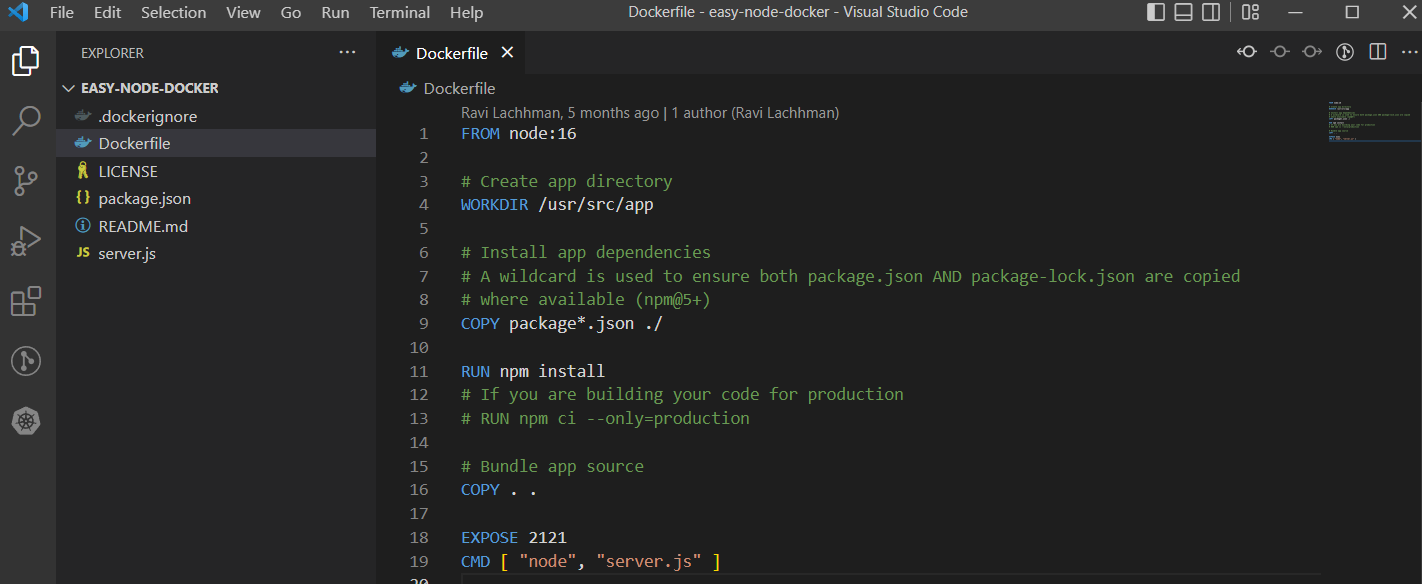 File Edit Selection View Go Run Terminal Help Dockerfile - easy-node-docker - Visual Studio Code
EXPLORER ···
EASY-NODE-DOCKER
.dockerignore
Dockerfile
LICENSE
{} package.json
README.md
JS server.js
Dockerfile
Dockerfile
Ravi Lachhman, 5 months ago | 1 author (Ravi Lachhman)
1 FROM node:16
2
3 # Create app directory
4 WORKDIR /usr/src/app
5
6 # Install app dependencies
7 # A wildcard is used to ensure both package.json AND package-lock.json are copied
8 # where available (npm@5+)
9 COPY package*.json ./
10
11 RUN npm install
12 # If you are building your code for production
13 # RUN npm ci --only=production
14
15 # Bundle app source
16 COPY . .
17
18 EXPOSE 2121
19 CMD [ "node", "server.js" ]
20